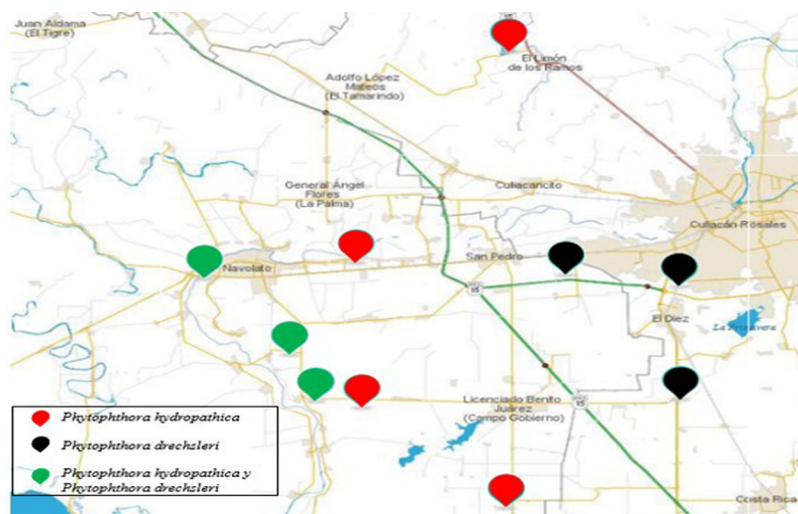 Juan Aldama
(El Tigre)
15
El Limón
de los Ramos
Adolfo López
Mateos
(El Tamarindo)
General Ángel
Flores
(La Palma)
Culiacancito
Culiacán Rosales
San Pedro
Navolato
15
El Diez
La Primavera
Licenciado Benito
Juárez
(Campo Gobierno)
15
Costa Rica
Phytophthora hydropathica
Phytophthora drechsleri
Phytophthora hydropathica y
Phytophthora drechsleri